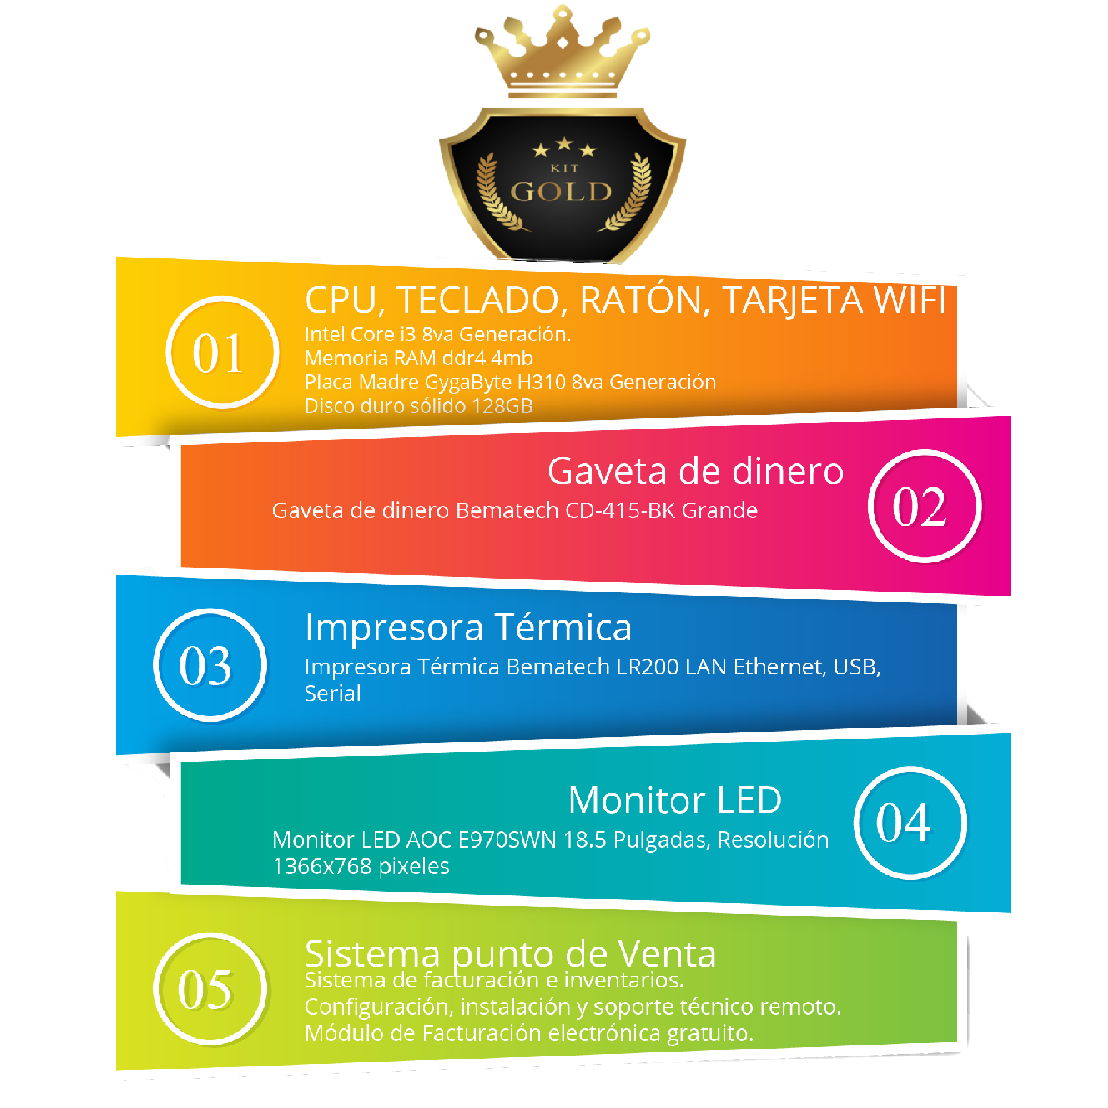 KIT
GOLD
01
CPU, TECLADO, RATÓN, TARJETA WIFI
Intel Core i3 8va Generación.
Memoria RAM ddr4 4mb
Placa Madre GygaByte H310 8va Generación
Disco duro sólido 128GB
Gaveta de dinero
Gaveta de dinero Bematech CD-415-BK Grande
02
03
Impresora Térmica
Impresora Térmica Bematech LR200 LAN Ethernet, USB,
Serial
Monitor LED
Monitor LED AOC E970SWN 18.5 Pulgadas, Resolución
1366x768 pixeles
04
05
Sistema punto de Venta
Sistema de facturación e inventarios.
Configuración, instalación y soporte técnico remoto.
Módulo de Facturación electrónica gratuito.